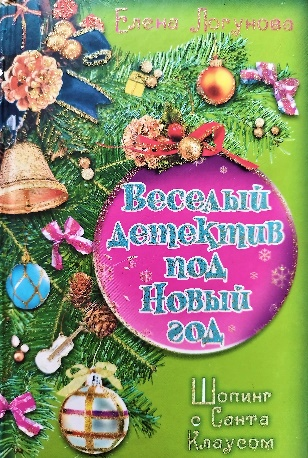 Елена Логунова
Веселый
детектив
под
Новый
год
Шопинг
с Санта
Клаусом